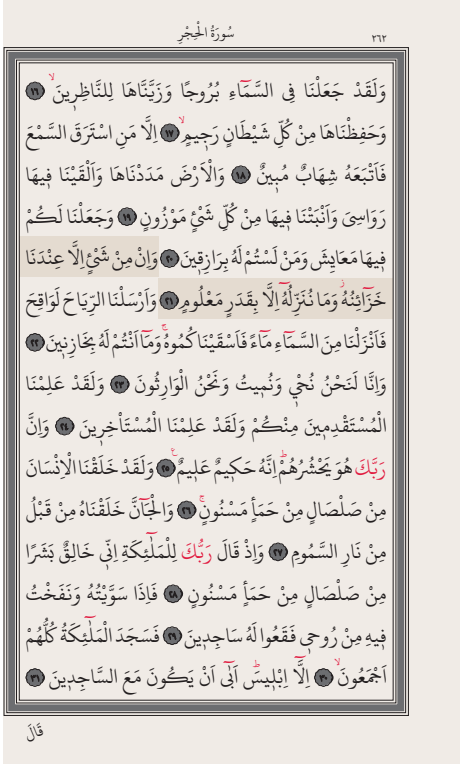 سُورَةُ الْحِجْرِ ٢٦٢
وَلَقَدْ جَعَلْنَا فِى السَّمَٓاءِ بُرُوجًا وَزَيَّنَّاهَا لِلنَّاظِر۪ينَۙ ١٦
وَحَفِظْنَاهَا مِنْ كُلِّ شَيْطَانٍ رَج۪يمٍۙ ١٧ اِلَّا مَنِ اسْتَرَقَ السَّمْعَ
فَاَتْبَعَهُ شِهَابٌ مُب۪ينٌ ١٨ وَالْاَرْضَ مَدَدْنَاهَا وَاَلْقَيْنَا ف۪يهَا
رَوَاسِىَ وَاَنْبَتْنَا ف۪يهَا مِنْ كُلِّ شَىْءٍ مَوْزُونٍ ١٩ وَجَعَلْنَا لَكُمْ
ف۪يهَا مَعَايِشَ وَمَنْ لَسْتُمْ لَهُ بِرَازِق۪ينَ ٢٠ وَاِنْ مِنْ شَىْءٍ اِلَّا عِنْدَنَا
خَزَٓائِنُهُۘ وَمَا نُنَزِّلُهُٓ اِلَّا بِقَدَرٍ مَعْلُومٍ ٢١ وَاَرْسَلْنَا الرِّيَاحَ لَوَاقِحَ
فَاَنْزَلْنَا مِنَ السَّمَٓاءِ مَٓاءً فَاَسْقَيْنَاكُمُوهُۚ وَمَٓا اَنْتُمْ لَهُ بِخَازِن۪ينَ ٢٢
وَاِنَّا لَنَحْنُ نُحْي۪ وَنُم۪يتُ وَنَحْنُ الْوَارِثُونَ ٢٣ وَلَقَدْ عَلِمْنَا
الْمُسْتَقْدِم۪ينَ مِنْكُمْ وَلَقَدْ عَلِمْنَا الْمُسْتَاْخِر۪ينَ ٢٤ وَاِنَّ
رَبَّكَ هُوَ يَحْشُرُهُمْۜ اِنَّهُ حَك۪يمٌ عَل۪يمٌ۟ ٢٥ وَلَقَدْ خَلَقْنَا الْاِنْسَانَ
مِنْ صَلْصَالٍ مِنْ حَمَأٍ مَسْنُونٍۚ ٢٦ وَالْجَٓانَّ خَلَقْنَاهُ مِنْ قَبْلُ
مِنْ نَارِ السَّمُومِ ٢٧ وَاِذْ قَالَ رَبُّكَ لِلْمَلٰٓئِكَةِ اِنّ۪ى خَالِقٌ بَشَرًا
مِنْ صَلْصَالٍ مِنْ حَمَأٍ مَسْنُونٍ ٢٨ فَاِذَا سَوَّيْتُهُ وَنَفَخْتُ
ف۪يهِ مِنْ رُوح۪ى فَقَعُوا لَهُ سَاجِد۪ينَ ٢٩ فَسَجَدَ الْمَلٰٓئِكَةُ كُلُّهُمْ
اَجْمَعُونَۙ ٣٠ اِلَّٓا اِبْل۪يسَۜ اَبٰٓى اَنْ يَكُونَ مَعَ السَّاجِد۪ينَ ٣١
قَالَ